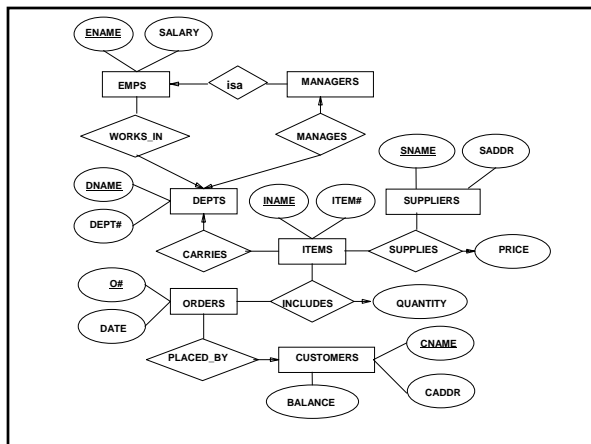 ENAME SALARY
EMPS isa MANAGERS
WORKS_IN MANAGES
SNAME SADDR
DNAME DEPTS INAME ITEM# SUPPLIERS
DEPT#
CARRIES ITEMS SUPPLIES PRICE
O# ORDERS INCLUDES QUANTITY
DATE
PLACED_BY CUSTOMERS CNAME
BALANCE CADDR